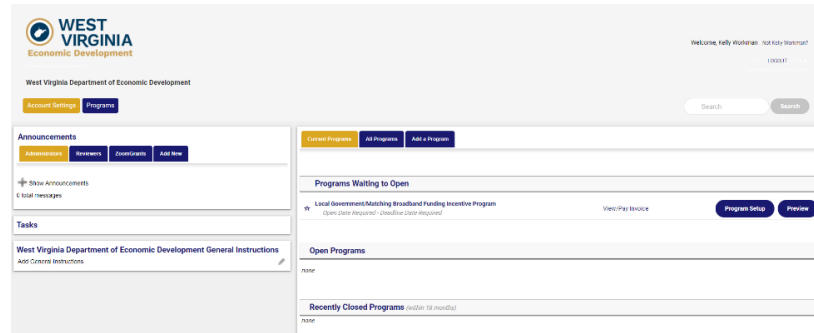 WEST
VIRGINIA
Economic Development
Welcome, Kelly Workman Not Kelly Workman?
LOGOUT
West Virginia Department of Economic Development
Account Settings Programs
Search Search
Announcements
Administrators Reviewers ZoomGrants Add New
Show Announcements
0 total messages
Tasks
West Virginia Department of Economic Development General Instructions
Add General Instructions
Current Programs All Programs Add a Program
Programs Waiting to Open
Local Government/Matching Broadband Funding Incentive Program
Open Date Required - Deadline Date Required
View/Pay Invoice
Program Setup Preview
Open Programs
none
Recently Closed Programs (within 18 months)
none